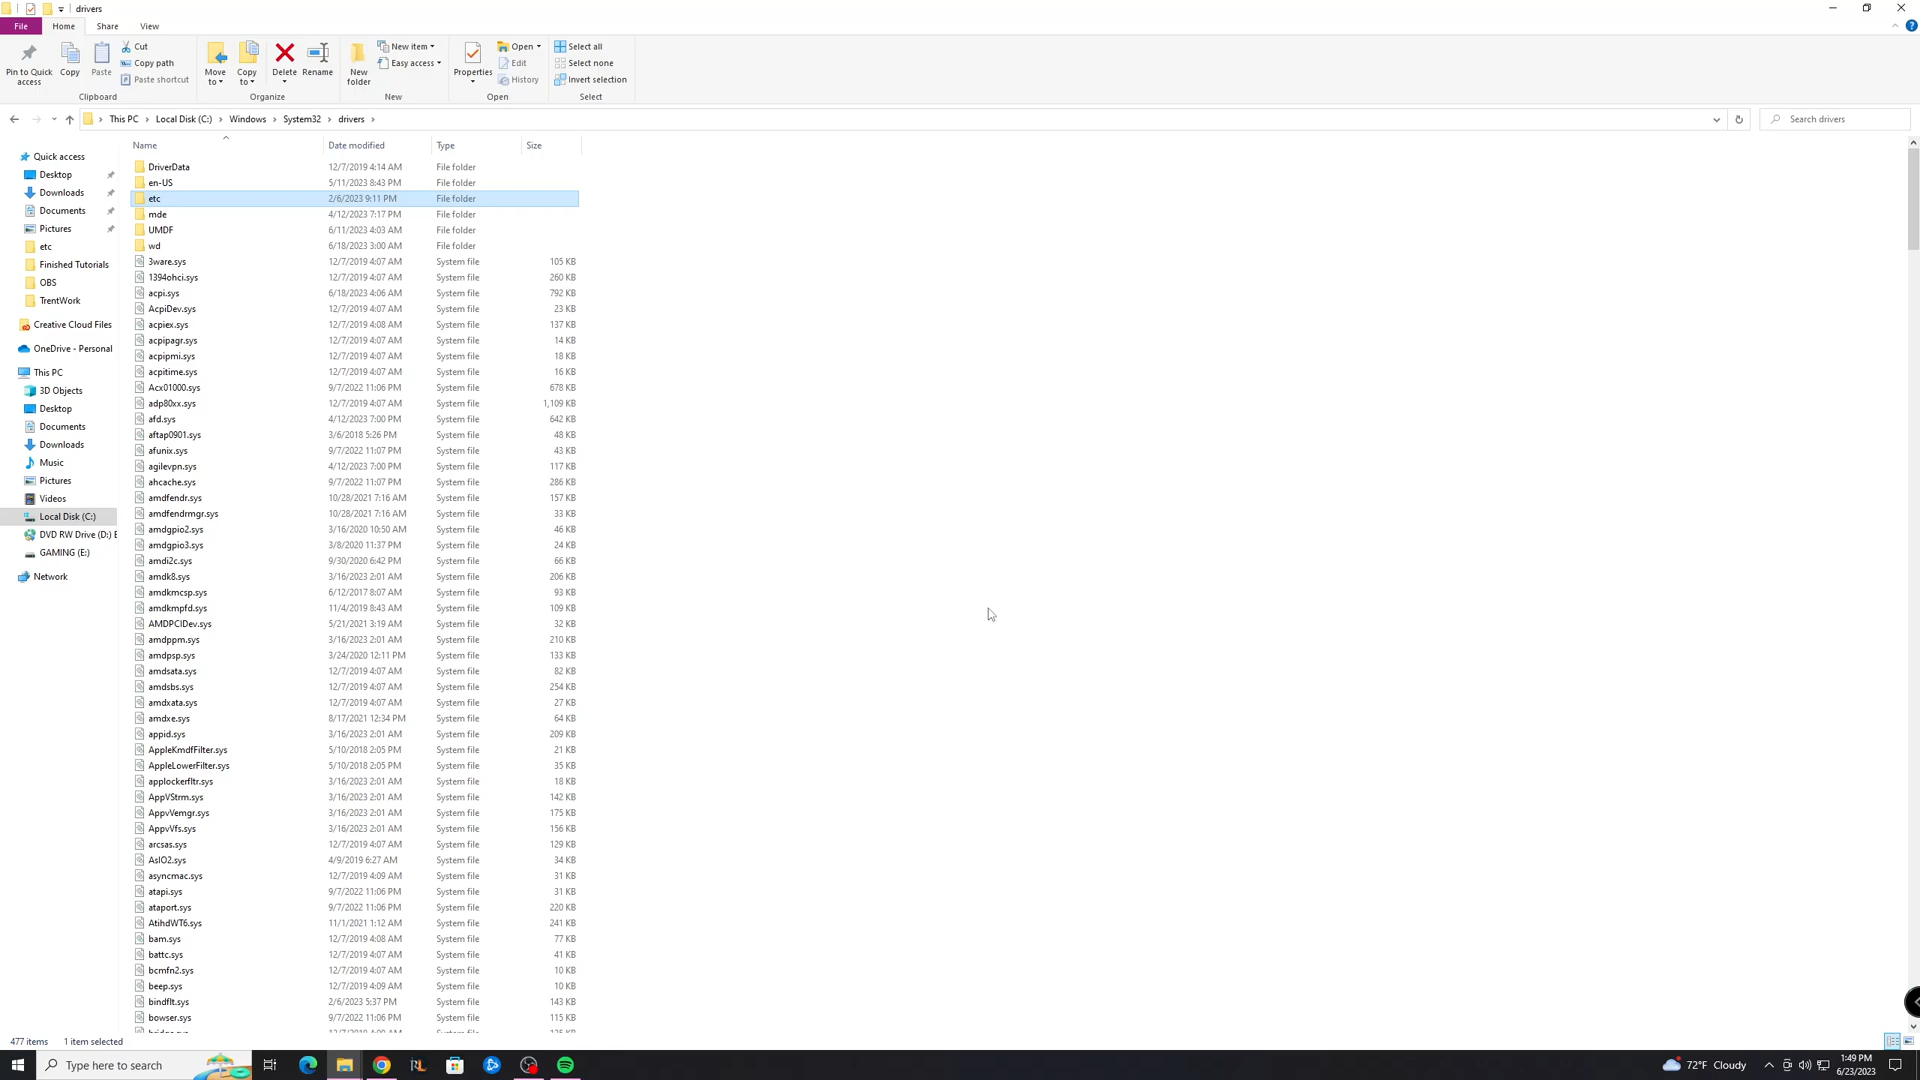 drivers
File Home Share View
Pin to Quick access
Copy
Paste
Cut
Copy path
Paste shortcut
Clipboard
Move to
Copy to
Delete
Rename
Organize
New folder
New item
Easy access
New
Properties
Open
Edit
History
Open
Select all
Select none
Invert selection
Select
This PC > Local Disk (C:) > Windows > System32 > drivers >
Search drivers
Quick access
Desktop
Downloads
Documents
Pictures
etc
Finished Tutorials
OBS
TrentWork
Creative Cloud Files
OneDrive - Personal
This PC
3D Objects
Desktop
Documents
Downloads
Music
Pictures
Videos
Local Disk (C:)
DVD RW Drive (D:) E
GAMING (E:)
Network
Name Date modified Type Size
DriverData 12/7/2019 4:14 AM File folder
en-US 5/11/2023 8:43 PM File folder
etc 2/6/2023 9:11 PM File folder
mde 4/12/2023 7:17 PM File folder
UMDF 6/11/2023 4:03 AM File folder
wd 6/18/2023 3:00 AM File folder
3ware.sys 12/7/2019 4:07 AM System file 105 KB
1394ohci.sys 12/7/2019 4:07 AM System file 260 KB
acpi.sys 6/18/2023 4:06 AM System file 792 KB
AcpiDev.sys 12/7/2019 4:07 AM System file 23 KB
acpiex.sys 12/7/2019 4:08 AM System file 137 KB
acpipagr.sys 12/7/2019 4:07 AM System file 14 KB
acpipmi.sys 12/7/2019 4:07 AM System file 18 KB
acpitime.sys 12/7/2019 4:07 AM System file 16 KB
Acx01000.sys 9/7/2022 11:06 PM System file 678 KB
adp80xx.sys 12/7/2019 4:07 AM System file 1,109 KB
afd.sys 4/12/2023 7:00 PM System file 642 KB
aftap0901.sys 3/6/2018 5:26 PM System file 48 KB
afunix.sys 9/7/2022 11:07 PM System file 43 KB
agilevpn.sys 4/12/2023 7:00 PM System file 117 KB
ahcache.sys 9/7/2022 11:07 PM System file 286 KB
amdfendr.sys 10/28/2021 7:16 AM System file 157 KB
amdfendrmgr.sys 10/28/2021 7:16 AM System file 33 KB
amdgpio2.sys 3/16/2020 10:50 AM System file 46 KB
amdgpio3.sys 3/8/2020 11:37 PM System file 24 KB
amdi2c.sys 9/30/2020 6:42 PM System file 66 KB
amdk8.sys 3/16/2023 2:01 AM System file 206 KB
amdkmcsp.sys 6/12/2017 8:07 AM System file 93 KB
amdkmpfd.sys 11/4/2019 8:43 AM System file 109 KB
AMDPCIDev.sys 5/21/2021 3:19 AM System file 32 KB
amdppm.sys 3/16/2023 2:01 AM System file 210 KB
amdpsp.sys 3/24/2020 12:11 PM System file 133 KB
amdsata.sys 12/7/2019 4:07 AM System file 82 KB
amdsbs.sys 12/7/2019 4:07 AM System file 254 KB
amdxata.sys 12/7/2019 4:07 AM System file 27 KB
amdxe.sys 8/17/2021 12:34 PM System file 64 KB
appid.sys 3/16/2023 2:01 AM System file 209 KB
AppleKmdfFilter.sys 5/10/2018 2:05 PM System file 21 KB
AppleLowerFilter.sys 5/10/2018 2:05 PM System file 35 KB
applockerfltr.sys 3/16/2023 2:01 AM System file 18 KB
AppVStrm.sys 3/16/2023 2:01 AM System file 142 KB
AppvVemgr.sys 3/16/2023 2:01 AM System file 175 KB
AppvVfs.sys 3/16/2023 2:01 AM System file 156 KB
arcsas.sys 12/7/2019 4:07 AM System file 129 KB
AsIO2.sys 4/9/2019 6:27 AM System file 34 KB
asyncmac.sys 12/7/2019 4:09 AM System file 31 KB
atapi.sys 9/7/2022 11:06 PM System file 31 KB
ataport.sys 9/7/2022 11:06 PM System file 220 KB
AtihdWT6.sys 11/1/2021 1:12 AM System file 241 KB
bam.sys 12/7/2019 4:08 AM System file 77 KB
battc.sys 12/7/2019 4:07 AM System file 41 KB
bcmfn2.sys 12/7/2019 4:07 AM System file 10 KB
beep.sys 12/7/2019 4:09 AM System file 10 KB
bindflt.sys 2/6/2023 5:37 PM System file 143 KB
bowser.sys 9/7/2022 11:06 PM System file 115 KB
477 items 1 item selected
Type here to search
72°F Cloudy
1:49 PM
6/23/2023